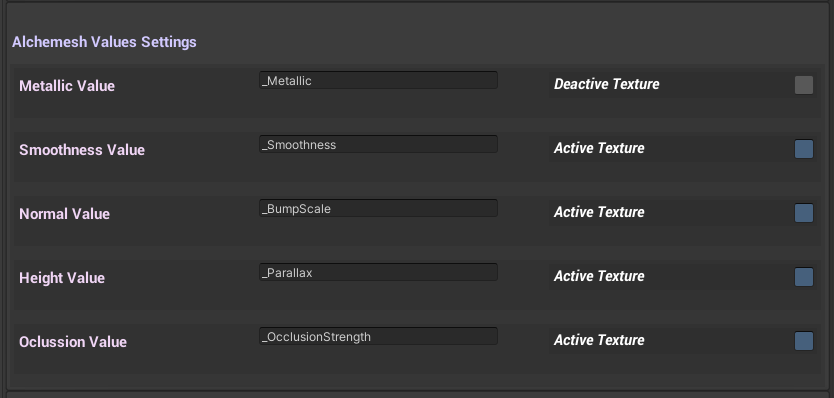 Alchemesh Values Settings
Metallic Value _Metallic Deactive Texture
Smoothness Value _Smoothness Active Texture
Normal Value _BumpScale Active Texture
Height Value _Parallax Active Texture
Oclussion Value _OcclusionStrength Active Texture